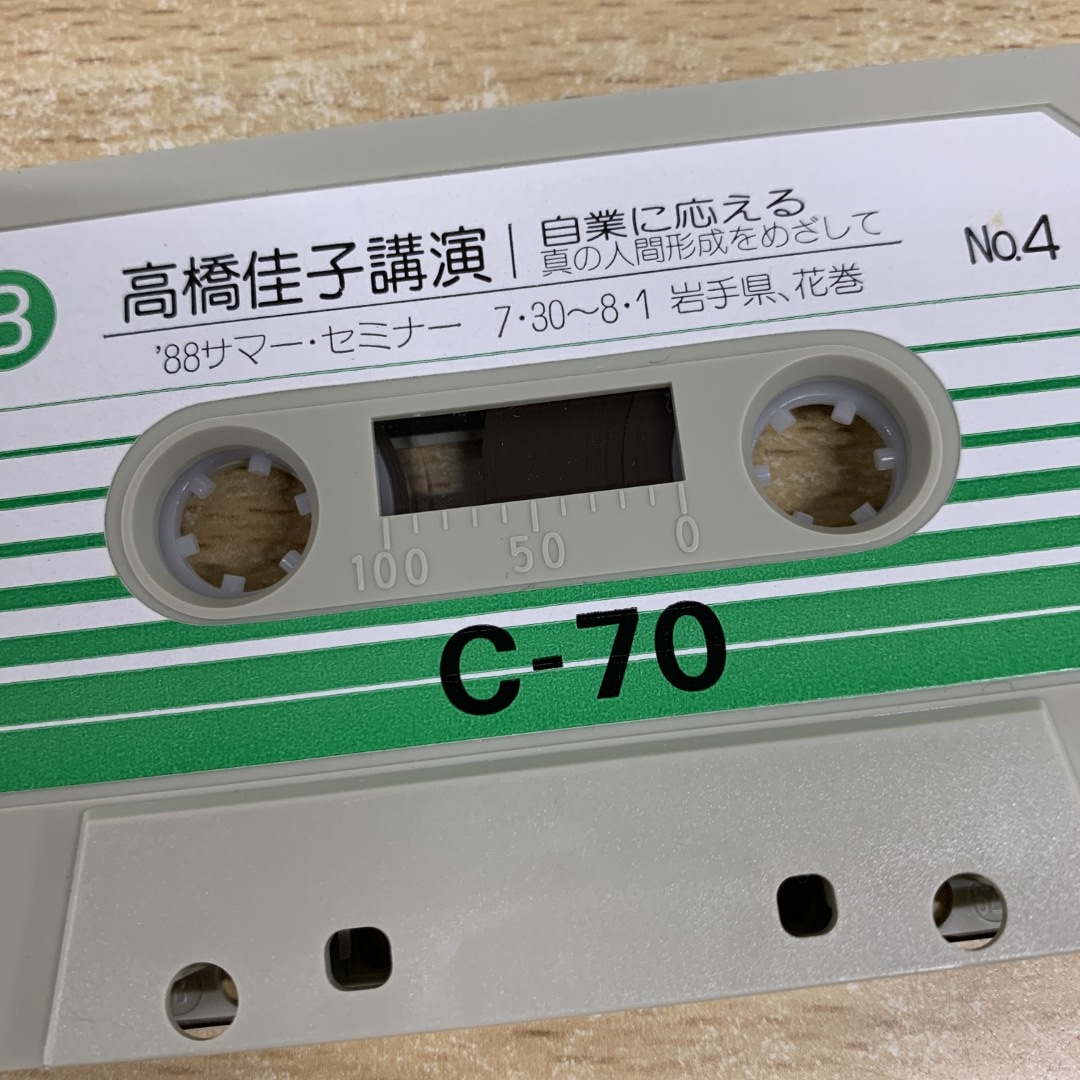 B
高橋佳子講演
自業に応える
真の人間形成をめざして
No.4
'88サマー・セミナー 7・30〜8・1 岩手県、花巻
100 50 0
C-70